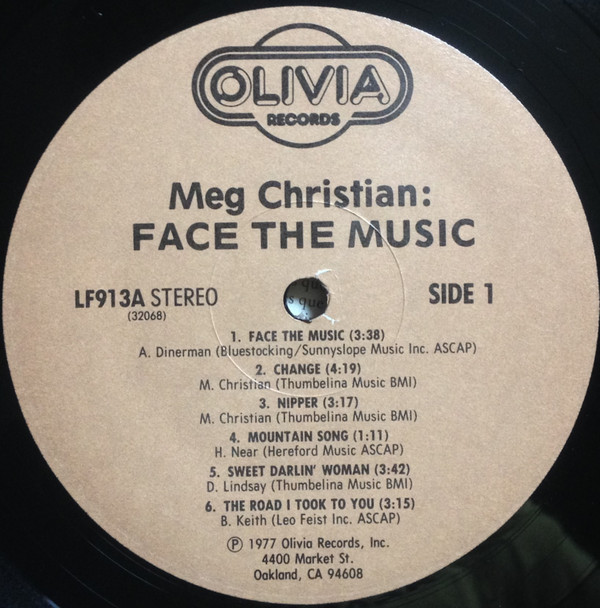 OLIVIA
RECORDS
Meg Christian:
FACE THE MUSIC
LF913A STEREO
(32068)
SIDE 1
1. FACE THE MUSIC (3:38)
A. Dinerman (Bluestocking/Sunnyslope Music Inc. ASCAP)
2. CHANGE (4:19)
M. Christian (Thumbelina Music BMI)
3. NIPPER (3:17)
M. Christian (Thumbelina Music BMI)
4. MOUNTAIN SONG (1:11)
H. Near (Hereford Music ASCAP)
5. SWEET DARLIN' WOMAN (3:42)
D. Lindsay (Thumbelina Music BMI)
6. THE ROAD I TOOK TO YOU (3:15)
B. Keith (Leo Feist Inc. ASCAP)
℗ 1977 Olivia Records, Inc.
4400 Market St.
Oakland, CA 94608